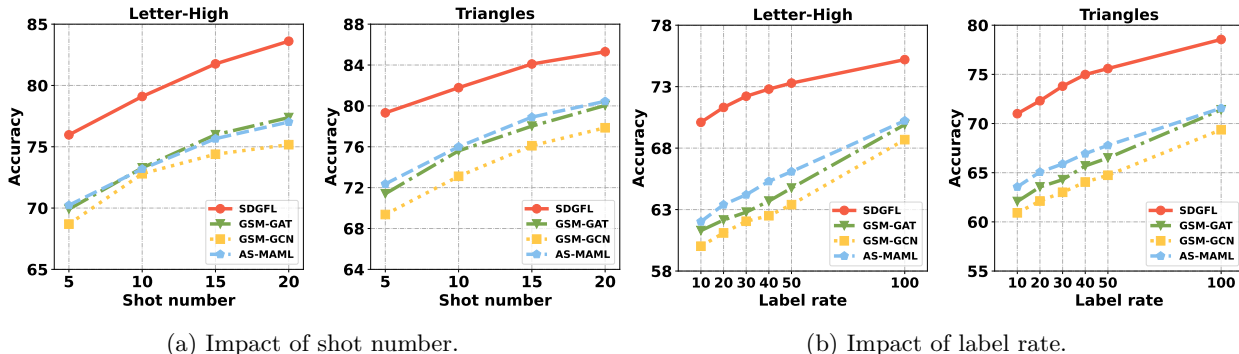 Letter-High
Accuracy
85
80
75
70
65
5
10
15
20
Shot number
SDGFL
GSM-GAT
GSM-GCN
AS-MAML
Triangles
Accuracy
88
84
80
76
72
68
64
5
10
15
20
Shot number
SDGFL
GSM-GAT
GSM-GCN
AS-MAML
(a) Impact of shot number.
Letter-High
Accuracy
78
73
68
63
58
10 20 30 40 50
100
Label rate
SDGFL
GSM-GAT
GSM-GCN
AS-MAML
Triangles
Accuracy
80
75
70
65
60
55
10 20 30 40 50
100
Label rate
SDGFL
GSM-GAT
GSM-GCN
AS-MAML
(b) Impact of label rate.